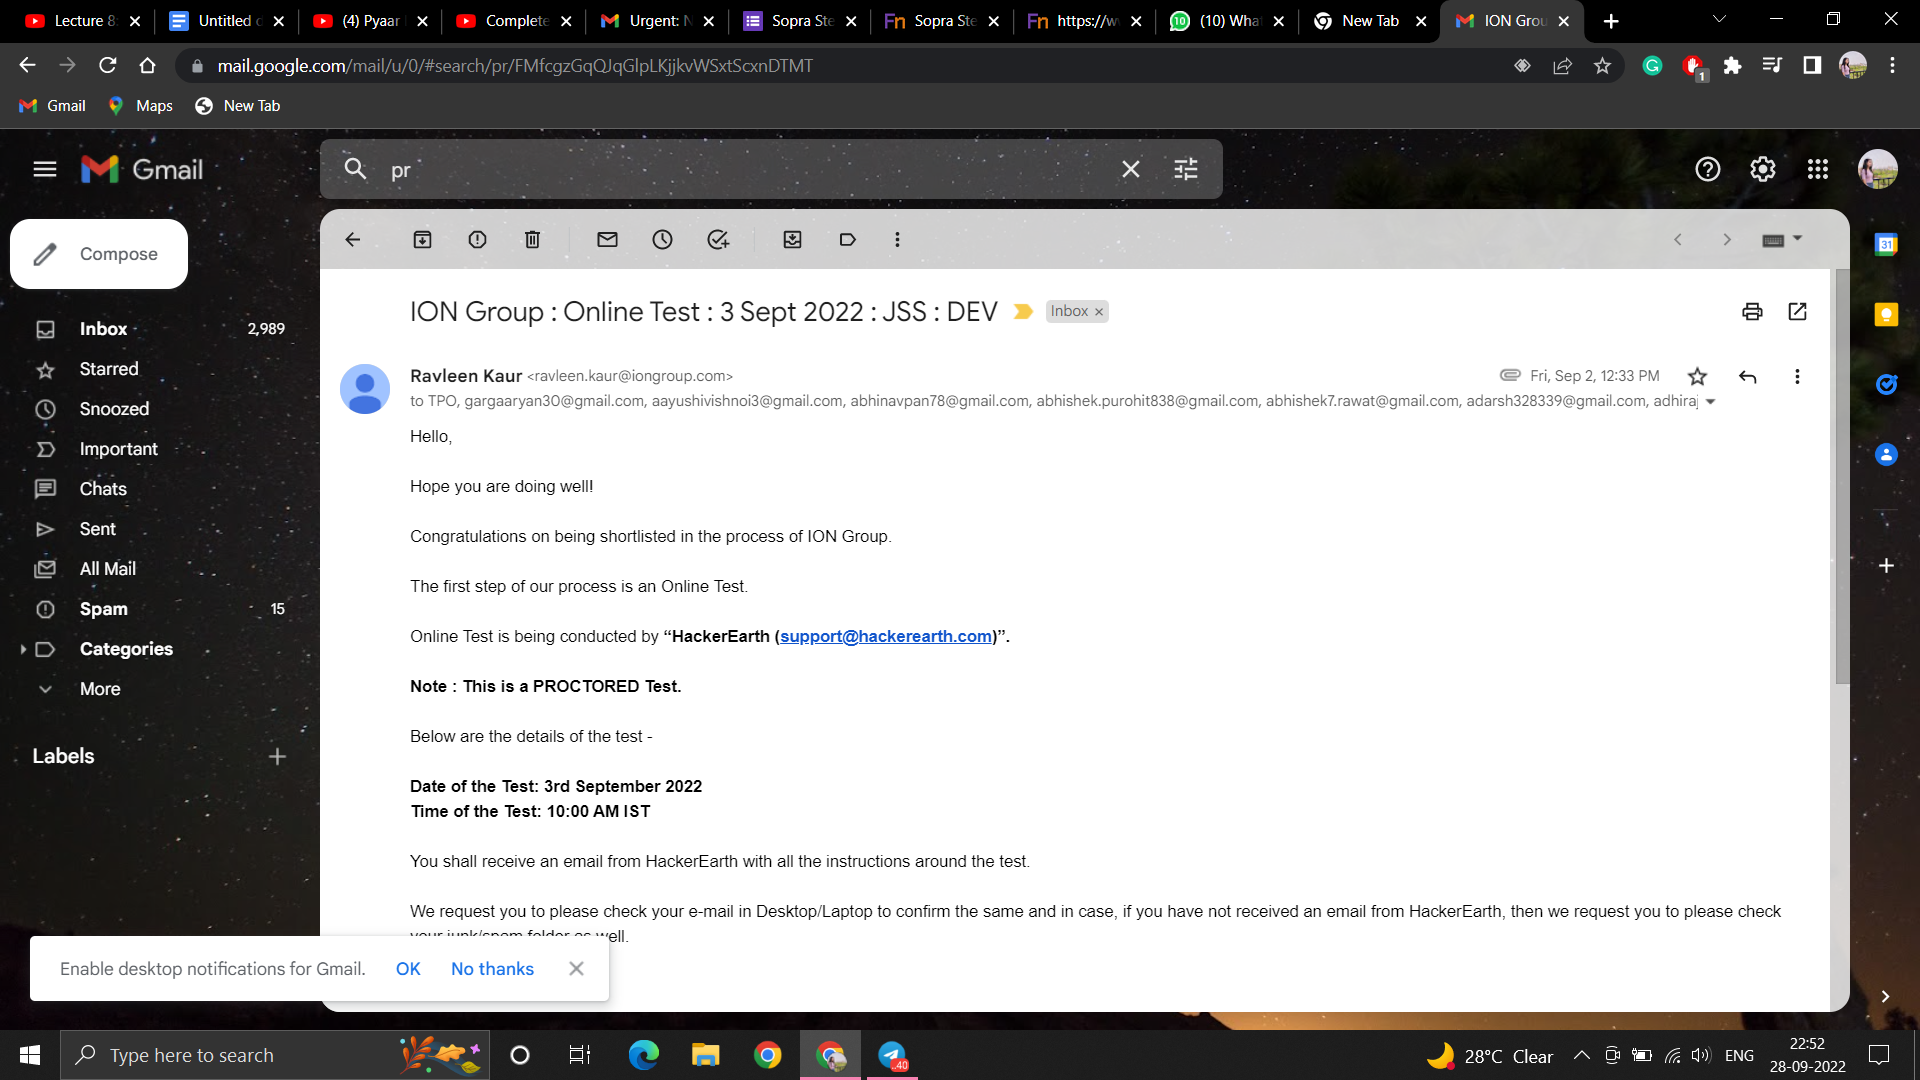 Lecture 8:
Untitled
(4) Pyaar
Complete
Urgent: N
Sopra Ste
Sopra Ste
https://w
(10) What
New Tab
ION Grou
mail.google.com/mail/u/0/#search/pr/FMfcgzGqQJqGlpLKjjkvWSxtScxnDTMT
1
Gmail
Maps
New Tab
Gmail
pr
Compose
Inbox 2,989
Starred
Snoozed
Important
Chats
Sent
All Mail
Spam 15
Categories
More
Labels
ION Group : Online Test : 3 Sept 2022 : JSS : DEV
Inbox ×
Ravleen Kaur <ravleen.kaur@iongroup.com>
Fri, Sep 2, 12:33 PM
to TPO, gargaaryan30@gmail.com, aayushivishnoi3@gmail.com, abhinavpan78@gmail.com, abhishek.purohit838@gmail.com, abhishek7.rawat@gmail.com, adarsh328339@gmail.com, adhiraj
Hello,
Hope you are doing well!
Congratulations on being shortlisted in the process of ION Group.
The first step of our process is an Online Test.
Online Test is being conducted by “HackerEarth (support@hackerearth.com)”.
Note : This is a PROCTORED Test.
Below are the details of the test -
Date of the Test: 3rd September 2022
Time of the Test: 10:00 AM IST
You shall receive an email from HackerEarth with all the instructions around the test.
We request you to please check your e-mail in Desktop/Laptop to confirm the same and in case, if you have not received an email from HackerEarth, then we request you to please check
your junk/spam folder as well.
31
Enable desktop notifications for Gmail.
OK
No thanks
Type here to search
40
28°C Clear
ENG
22:52
28-09-2022